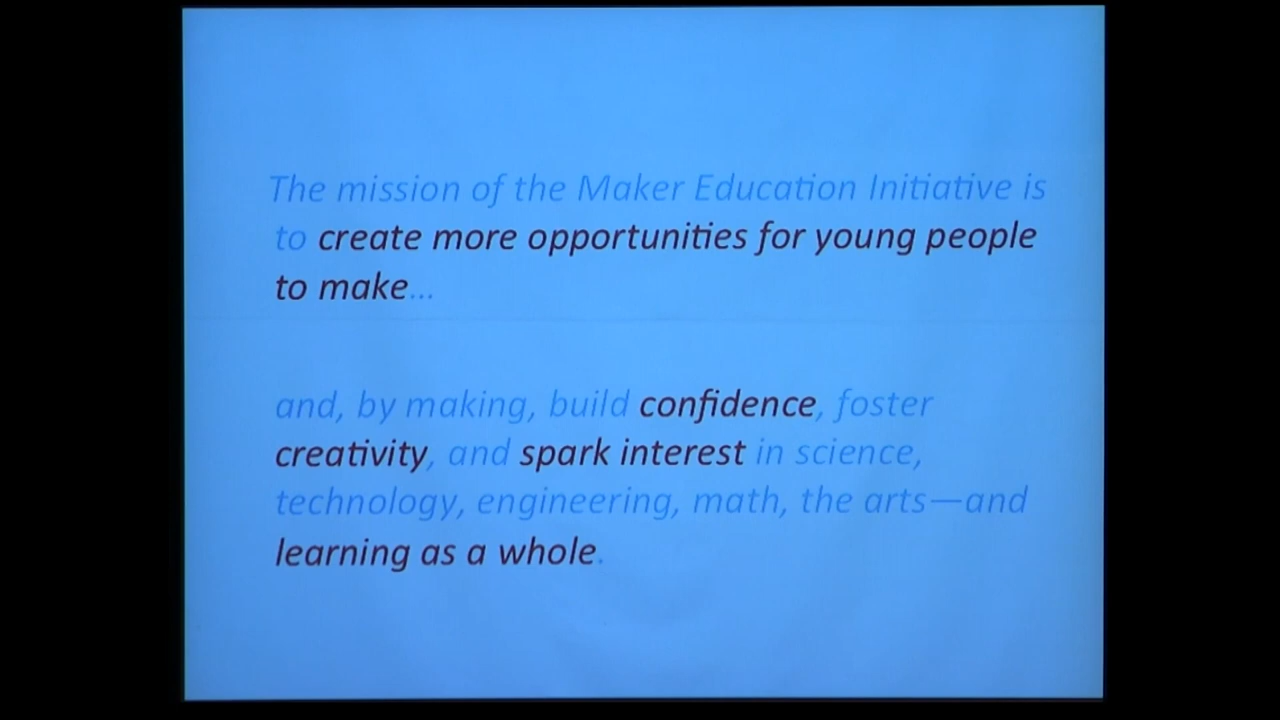 The mission of the Maker Education Initiative is
to create more opportunities for young people
to make...
and, by making, build confidence, foster
creativity, and spark interest in science,
technology, engineering, math, the arts—and
learning as a whole.